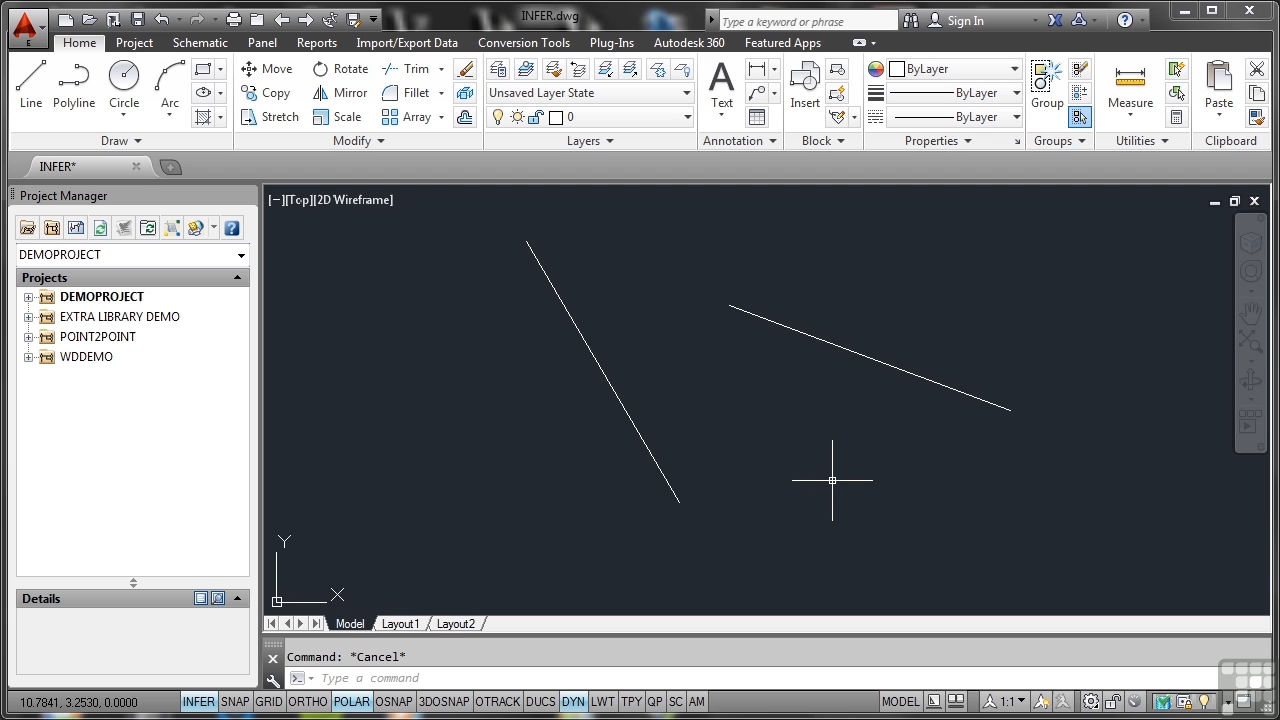 INFER.dwg
Type a keyword or phrase
Sign In
E
Home Project Schematic Panel Reports Import/Export Data Conversion Tools Plug-Ins Autodesk 360 Featured Apps
Line Polyline Circle Arc
Move Rotate Trim
Copy Mirror Fillet
Stretch Scale Array
Unsaved Layer State
0
A
Text
Insert
ByLayer
ByLayer
ByLayer
Group
Measure
Paste
Draw Modify Layers Annotation Block Properties Groups Utilities Clipboard
INFER*
Project Manager
DEMOPROJECT
Projects
DEMOPROJECT
EXTRA LIBRARY DEMO
POINT2POINT
WDDEMO
Details
[−][Top][2D Wireframe]
Y
X
Model Layout1 Layout2
Command: *Cancel*
Type a command
10.7841, 3.2530, 0.0000
INFER SNAP GRID ORTHO POLAR OSNAP 3DOSNAP OTRACK DUCS DYN LWT TPY QP SC AM
MODEL
1:1